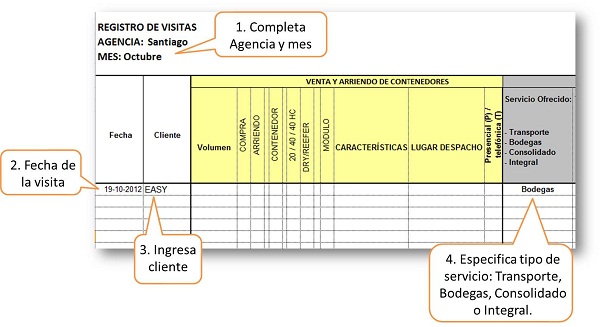 REGISTRO DE VISITAS
AGENCIA: Santiago
MES: Octubre
1. Completa
Agencia y mes
VENTA Y ARRIENDO DE CONTENEDORES
Fecha
Cliente
Volumen
COMPRA
ARRIENDO
CONTENEDOR
20 / 40 / 40 HC
DRY/REEFER
MODULO
CARACTERÍSTICAS
LUGAR DESPACHO
Presencial (P) /
telefónica (T)
Servicio Ofrecido:
- Transporte
- Bodegas
- Consolidado
- Integral
2. Fecha de
la visita
19-10-2012
EASY
Bodegas
3. Ingresa
cliente
4. Especifica tipo de
servicio: Transporte,
Bodegas, Consolidado
o Integral.